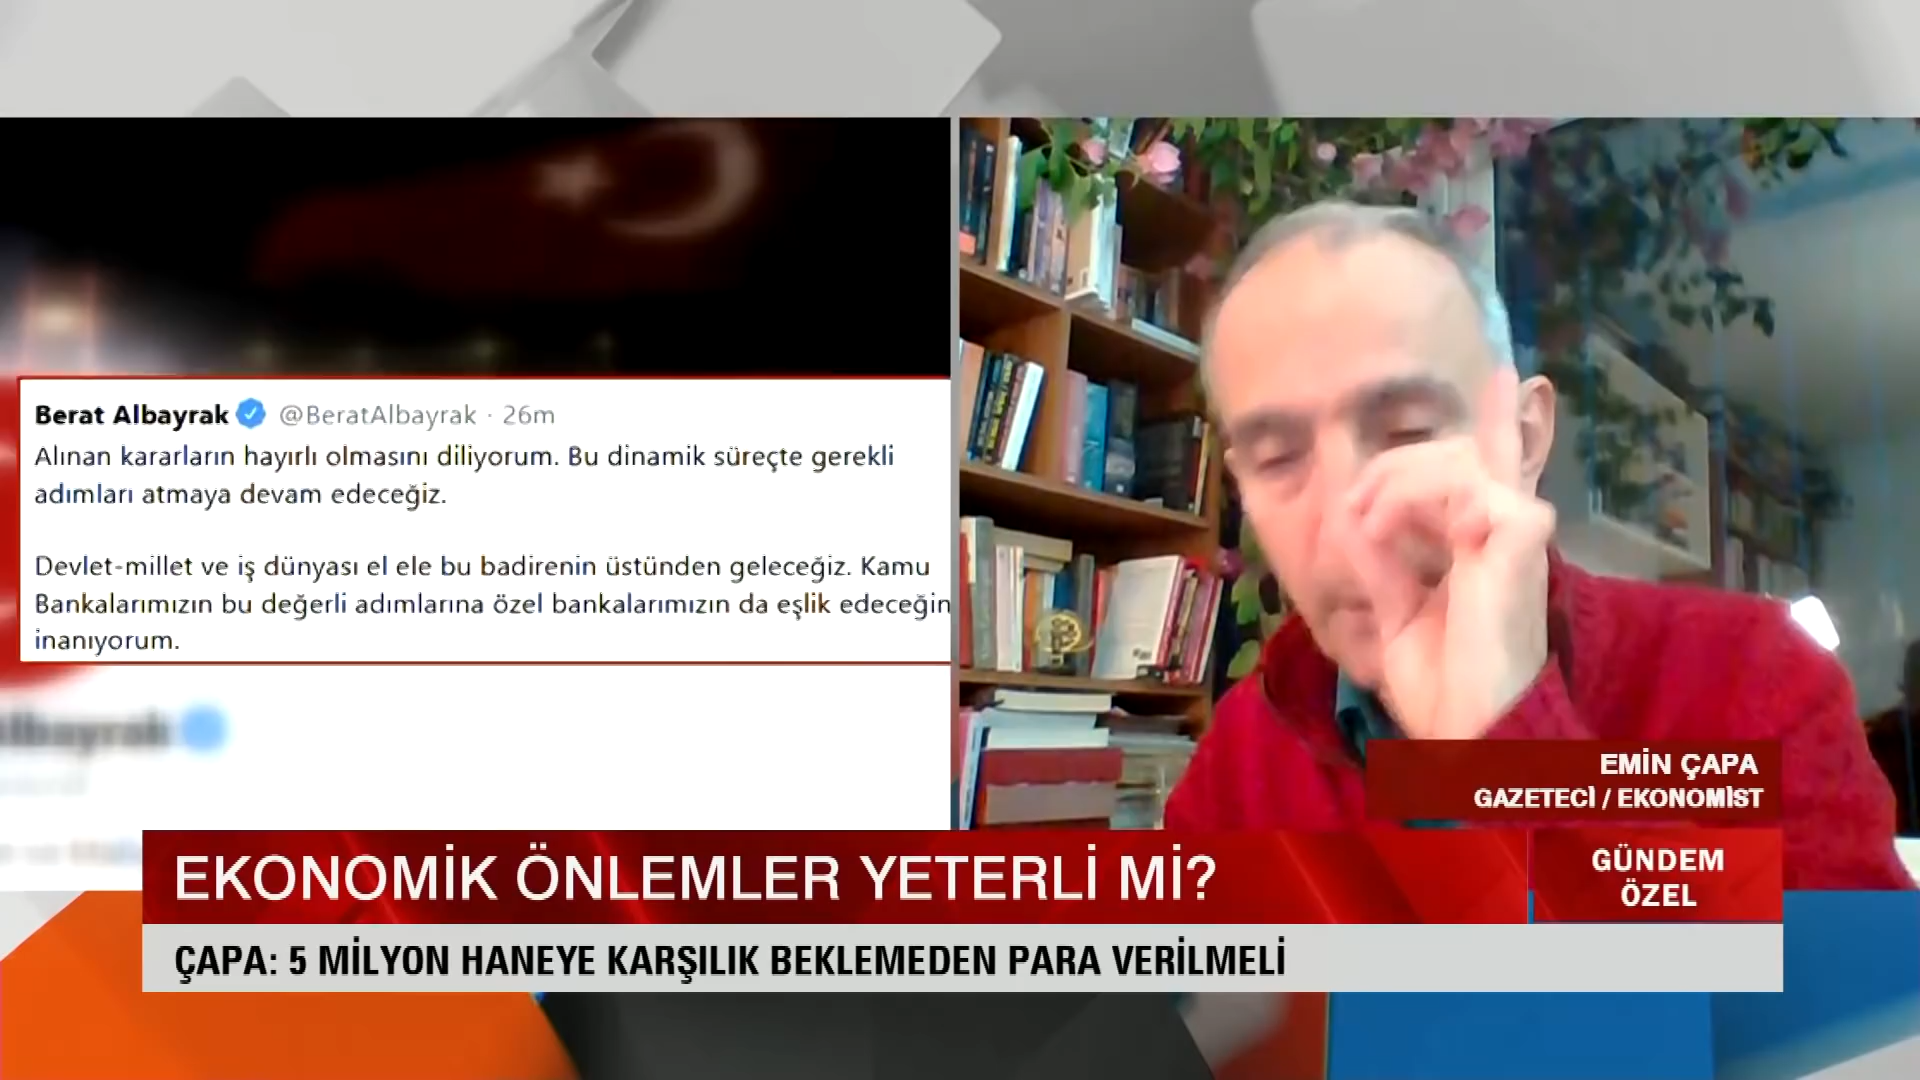 Berat Albayrak @BeratAlbayrak · 26m
Alınan kararların hayırlı olmasını diliyorum. Bu dinamik süreçte gerekli
adımları atmaya devam edeceğiz.
Devlet-millet ve iş dünyası el ele bu badirenin üstünden geleceğiz. Kamu
Bankalarımızın bu değerli adımlarına özel bankalarımızın da eşlik edeceğin
inanıyorum.
EMİN ÇAPA
GAZETECİ / EKONOMİST
EKONOMİK ÖNLEMLER YETERLİ Mİ?
GÜNDEM
ÖZEL
ÇAPA: 5 MİLYON HANEYE KARŞILIK BEKLEMEDEN PARA VERİLMELİ